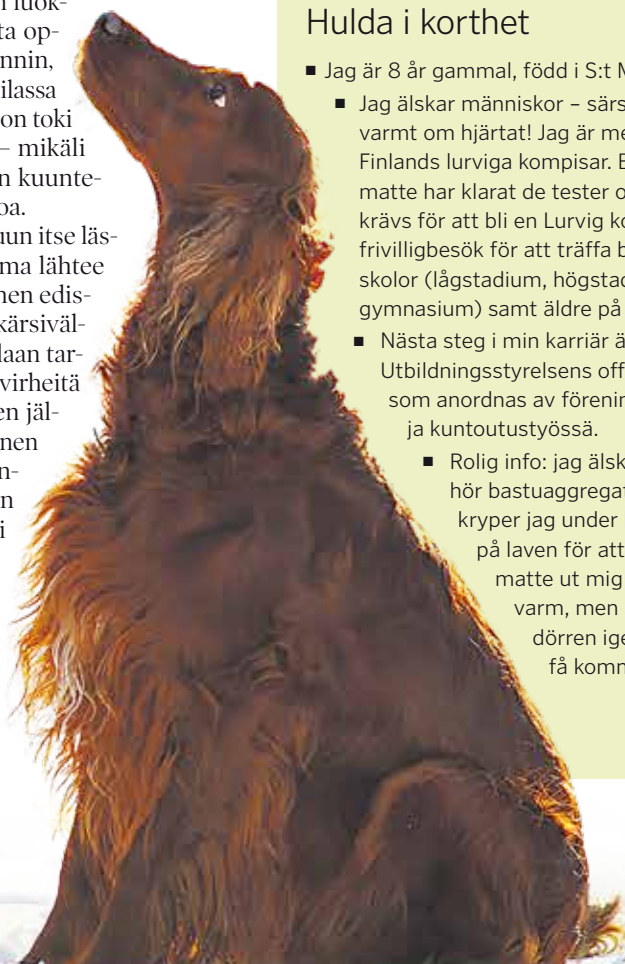 luok-
ta op-
nnin,
ilassa
on toki
– mikäli
n kuunte-
oa.
uun itse läs-
ma lähtee
nen edis-
kärsiväl-
laan tar-
virheitä
en jäl-
nen
n-
n
i
Hulda i korthet
▪ Jag är 8 år gammal, född i S:t M
▪ Jag älskar människor – särs
varmt om hjärtat! Jag är me
Finlands lurviga kompisar. E
matte har klarat de tester o
krävs för att bli en Lurvig ko
frivilligbesök för att träffa b
skolor (lågstadium, högstad
gymnasium) samt äldre på
▪ Nästa steg i min karriär ä
Utbildningsstyrelsens off
som anordnas av förenin
ja kuntoutustyössä.
▪ Rolig info: jag älsk
hör bastuaggregat
kryper jag under
på laven för att
matte ut mig
varm, men
dörren ige
få komm